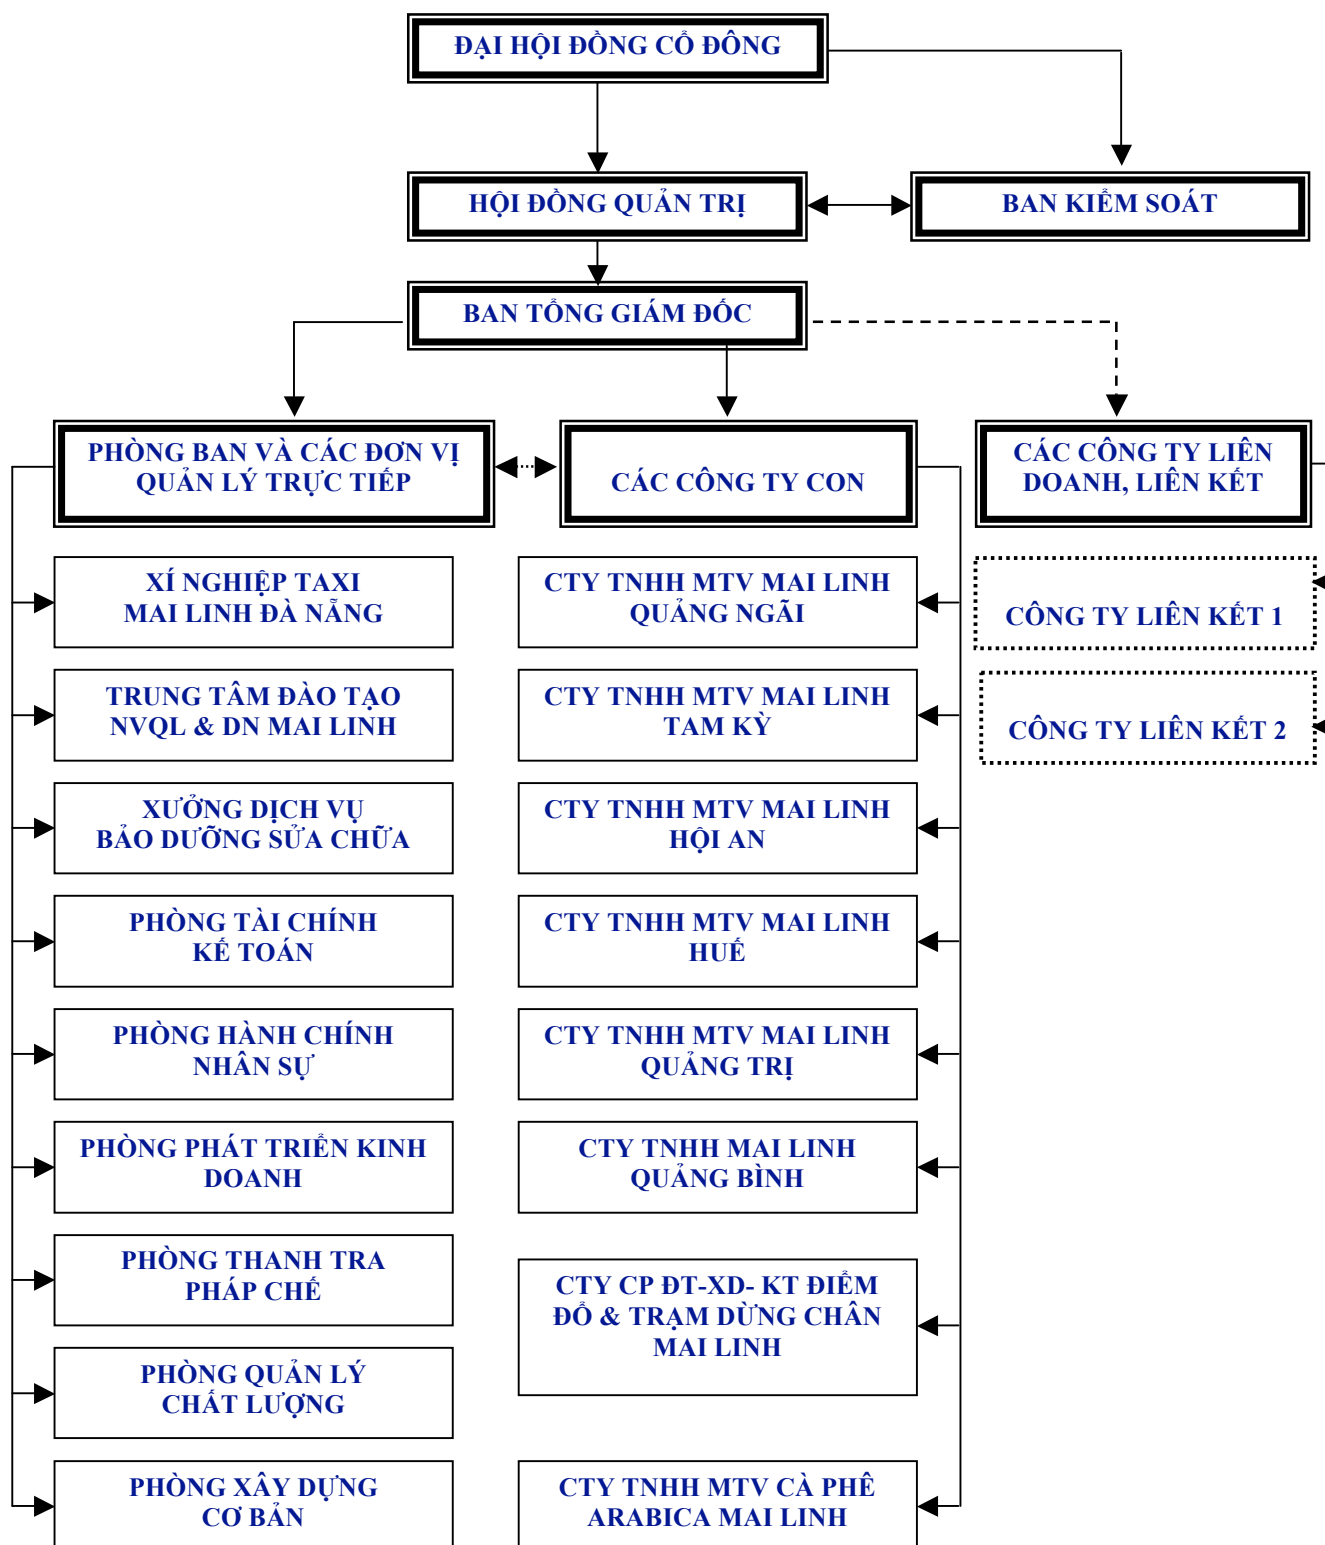 ĐẠI HỘI ĐỒNG CỔ ĐÔNG
HỘI ĐỒNG QUẢN TRỊ
BAN KIỂM SOÁT
BAN TỔNG GIÁM ĐỐC
PHÒNG BAN VÀ CÁC ĐƠN VỊ
QUẢN LÝ TRỰC TIẾP
CÁC CÔNG TY CON
CÁC CÔNG TY LIÊN
DOANH, LIÊN KẾT
XÍ NGHIỆP TAXI
MAI LINH ĐÀ NẴNG
TRUNG TÂM ĐÀO TẠO
NVQL & DN MAI LINH
XƯỞNG DỊCH VỤ
BẢO DƯỠNG SỬA CHỮA
PHÒNG TÀI CHÍNH
KẾ TOÁN
PHÒNG HÀNH CHÍNH
NHÂN SỰ
PHÒNG PHÁT TRIỂN KINH
DOANH
PHÒNG THANH TRA
PHÁP CHẾ
PHÒNG QUẢN LÝ
CHẤT LƯỢNG
PHÒNG XÂY DỰNG
CƠ BẢN
CTY TNHH MTV MAI LINH
QUẢNG NGÃI
CTY TNHH MTV MAI LINH
TAM KỲ
CTY TNHH MTV MAI LINH
HỘI AN
CTY TNHH MTV MAI LINH
HUẾ
CTY TNHH MTV MAI LINH
QUẢNG TRỊ
CTY TNHH MAI LINH
QUẢNG BÌNH
CTY CP ĐT-XD- KT ĐIỂM
ĐỖ & TRẠM DỪNG CHÂN
MAI LINH
CTY TNHH MTV CÀ PHÊ
ARABICA MAI LINH
CÔNG TY LIÊN KẾT 1
CÔNG TY LIÊN KẾT 2